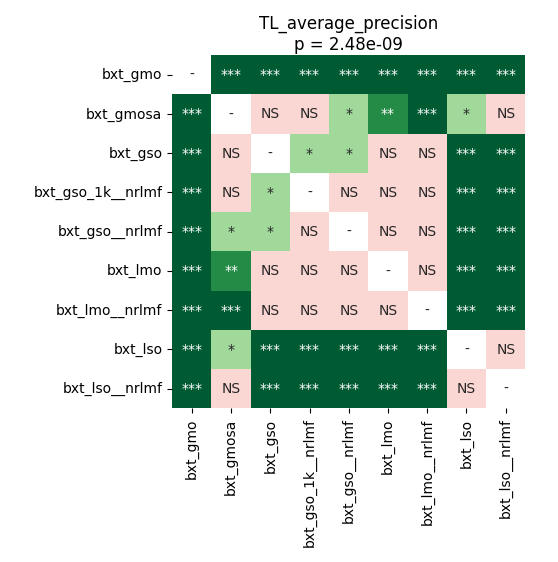 TL_average_precision
p = 2.48e-09
bxt_gmo - *** *** *** *** *** *** *** ***
bxt_gmosa *** - NS NS * ** *** * NS
bxt_gso *** NS - * * NS NS *** ***
bxt_gso_1k__nrlmf *** NS * - NS NS NS *** ***
bxt_gso__nrlmf *** * * NS - NS NS *** ***
bxt_lmo *** ** NS NS NS - NS *** ***
bxt_lmo__nrlmf *** *** NS NS NS NS - *** ***
bxt_lso *** * *** *** *** *** *** - NS
bxt_lso__nrlmf *** NS *** *** *** *** *** NS -
bxt_gmo
bxt_gmosa
bxt_gso
bxt_gso_1k__nrlmf
bxt_gso__nrlmf
bxt_lmo
bxt_lmo__nrlmf
bxt_lso
bxt_lso__nrlmf